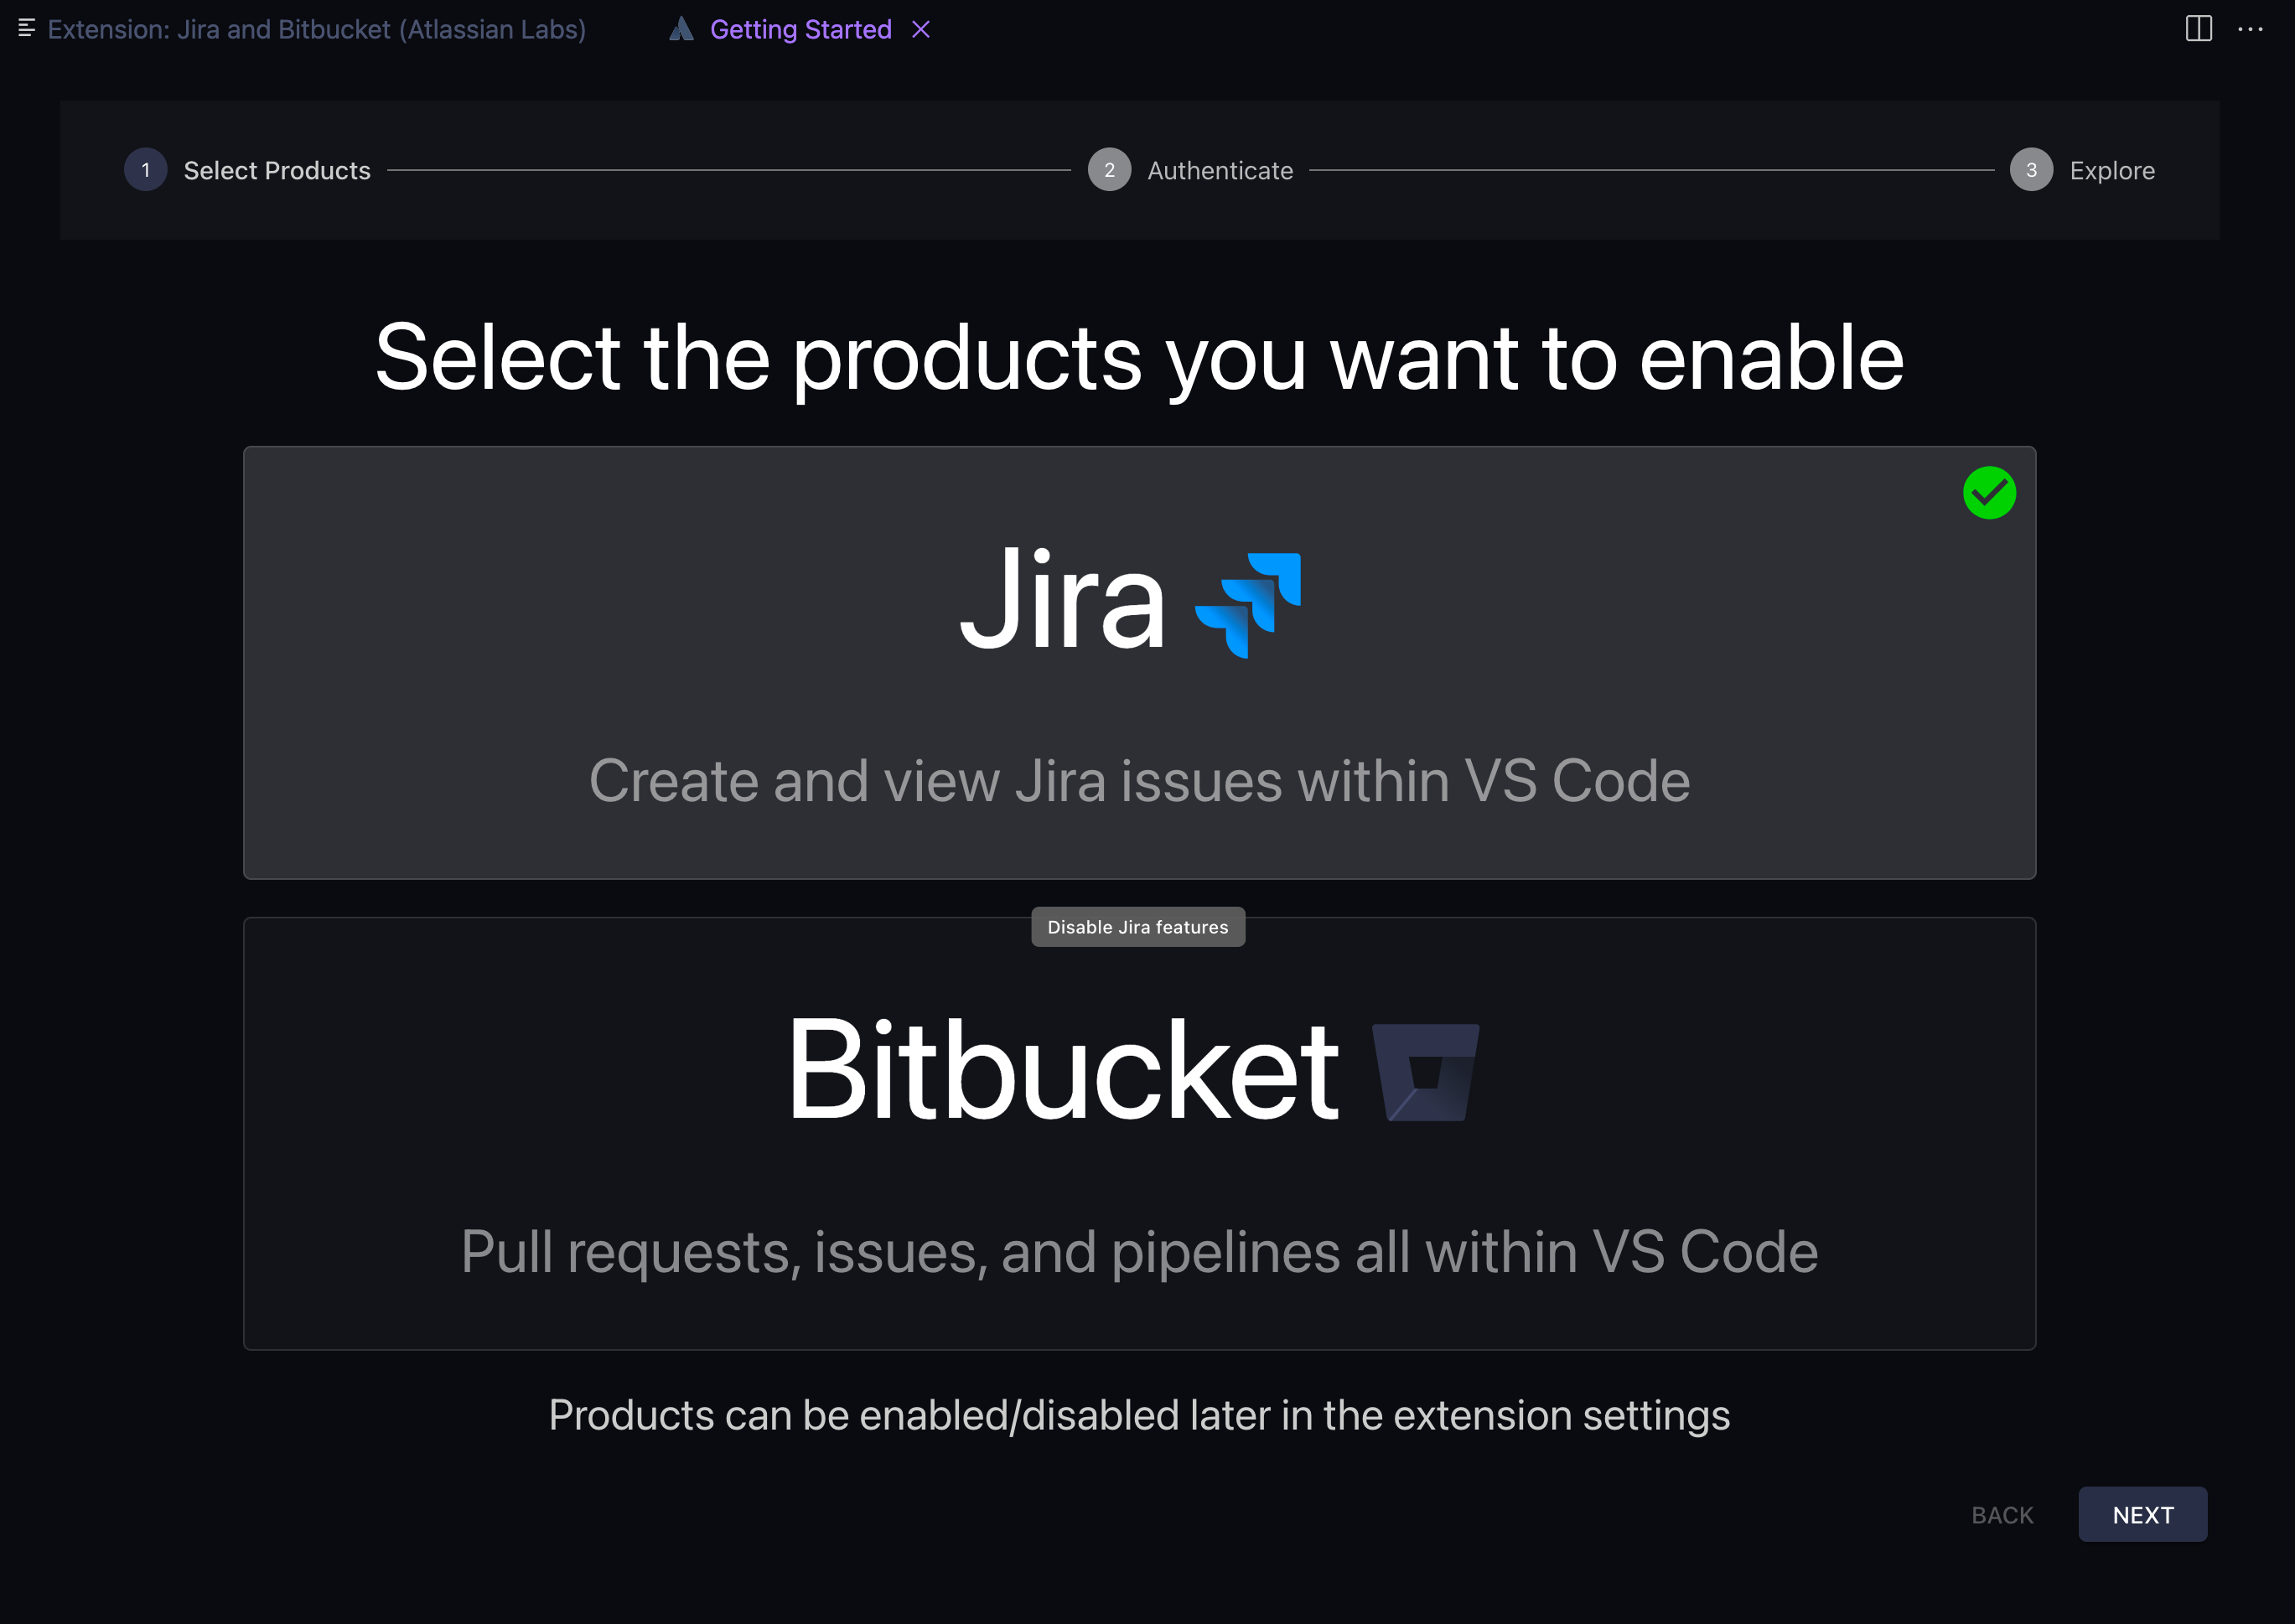 Extension: Jira and Bitbucket (Atlassian Labs)
Getting Started
1 Select Products
2 Authenticate
3 Explore
Select the products you want to enable
Jira
Create and view Jira issues within VS Code
Disable Jira features
Bitbucket
Pull requests, issues, and pipelines all within VS Code
Products can be enabled/disabled later in the extension settings
BACK
NEXT